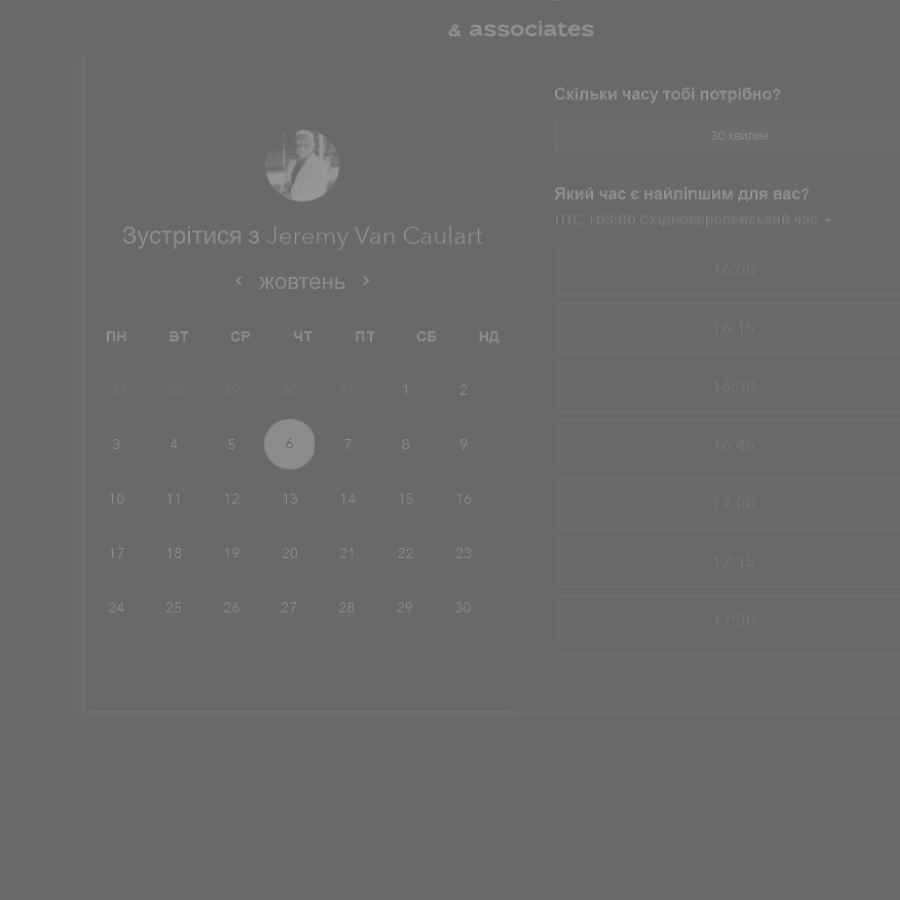 & associates
Зустрітися з Jeremy Van Caulart
жовтень
ПН ВТ СР ЧТ ПТ СБ НД
27 28 29 30 31 1 2
3 4 5 6 7 8 9
10 11 12 13 14 15 16
17 18 19 20 21 22 23
24 25 26 27 28 29 30
Скільки часу тобі потрібно?
30 хвилин
Який час є найліпшим для вас?
UTC +03:00 Східноєвропейський час
16:00
16:15
16:30
16:45
17:00
17:15
17:30